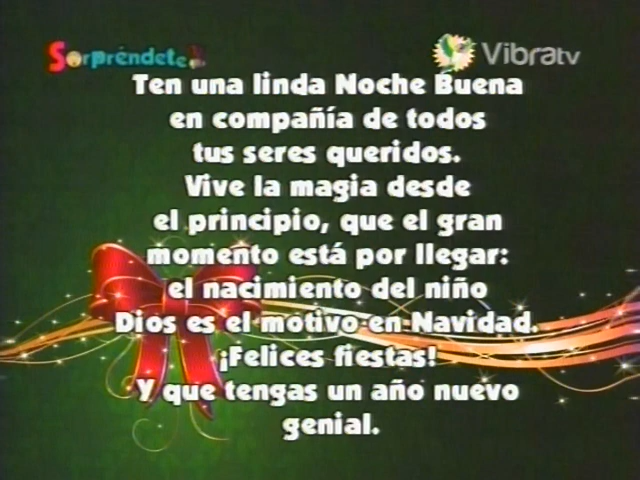 Sorpréndete
Vibratv
Ten una linda Noche Buena
en compañía de todos
tus seres queridos.
Vive la magia desde
el principio, que el gran
momento está por llegar:
el nacimiento del niño
Dios es el motivo en Navidad.
¡Felices fiestas!
Y que tengas un año nuevo
genial.